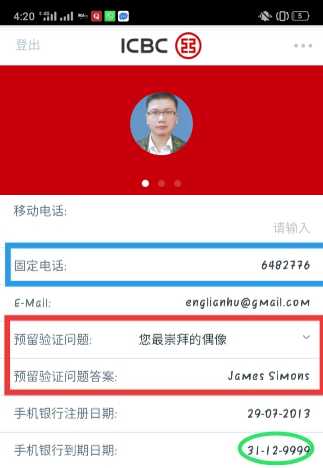 4:20
5
登出
ICBC
移动电话:
请输入
固定电话: 6482776
E-Mail: englianhu@gmail.com
预留验证问题: 您最崇拜的偶像
预留验证问题答案: James Simons
手机银行注册日期: 29-07-2013
手机银行到期日期: 31-12-9999